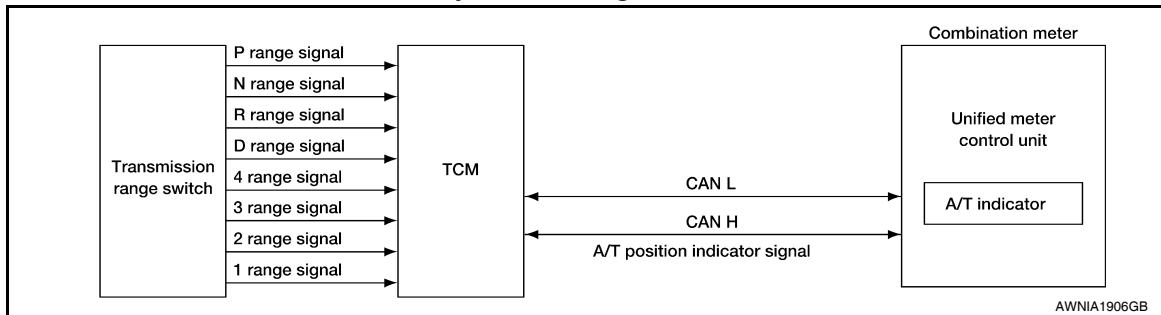 Combination meter
P range signal
N range signal
R range signal
D range signal
4 range signal
3 range signal
2 range signal
1 range signal
Transmission
range switch
TCM
CAN L
CAN H
A/T position indicator signal
Unified meter
control unit
A/T indicator
AWNIA1906GB